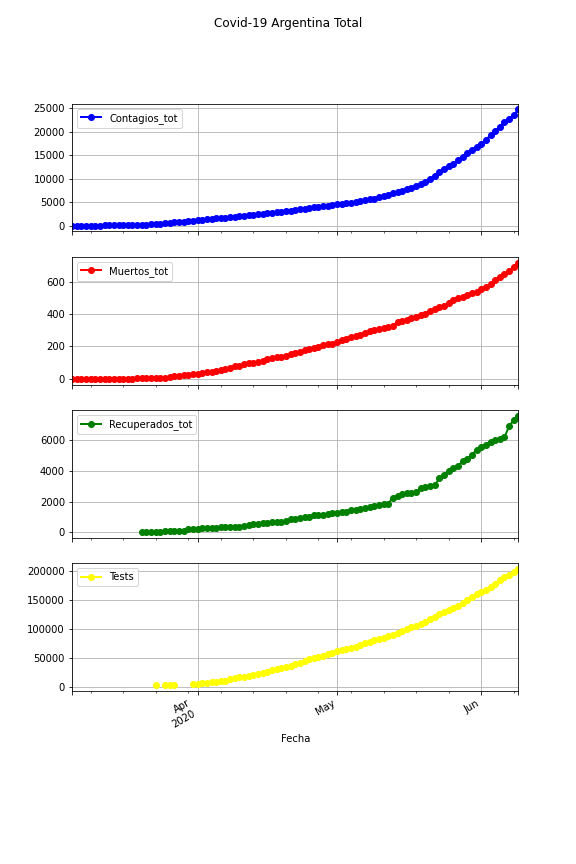 Covid-19 Argentina Total
25000
20000
15000
10000
5000
0
Contagios_tot
600
400
200
0
Muertos_tot
6000
4000
2000
0
Recuperados_tot
200000
150000
100000
50000
0
Tests
Apr
2020
May
Jun
Fecha